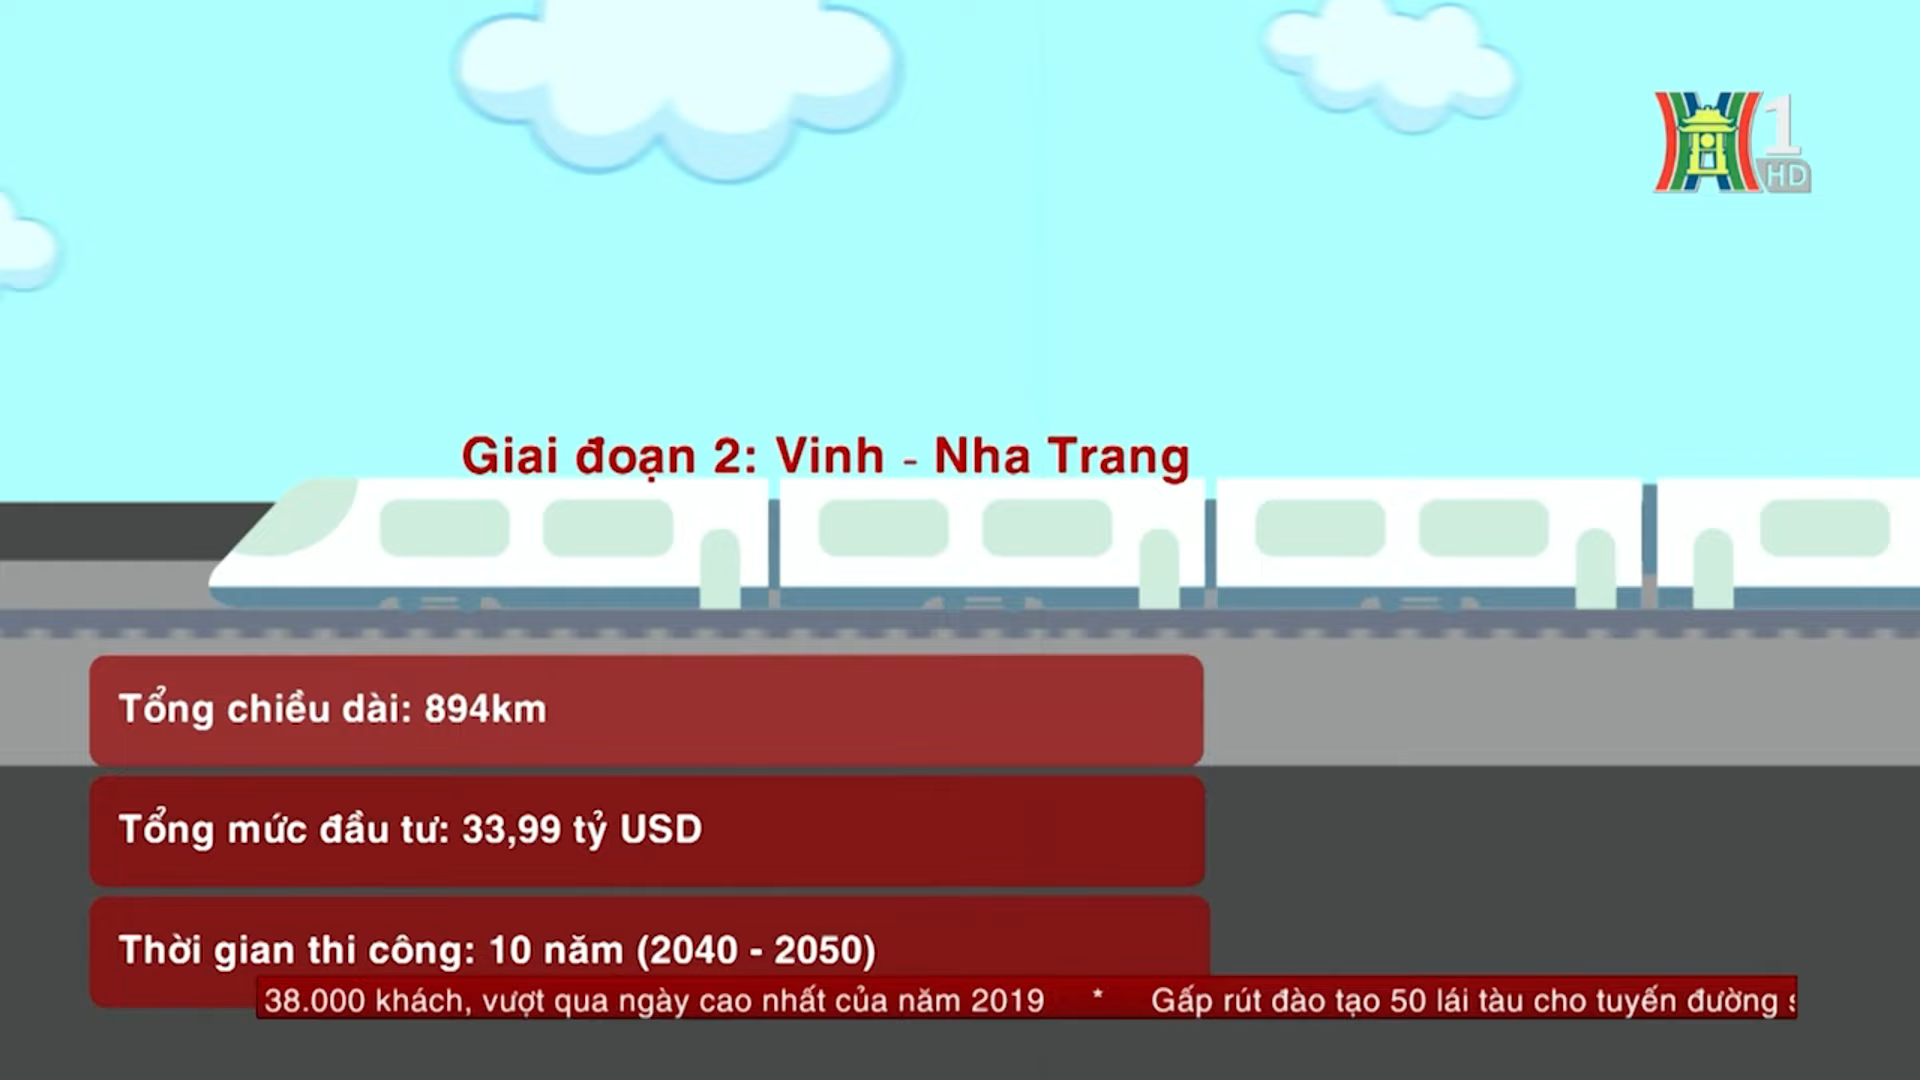 1
HD
Giai đoạn 2: Vinh - Nha Trang
Tổng chiều dài: 894km
Tổng mức đầu tư: 33,99 tỷ USD
Thời gian thi công: 10 năm (2040 - 2050)
38.000 khách, vượt qua ngày cao nhất của năm 2019 * Gấp rút đào tạo 50 lái tàu cho tuyến đường